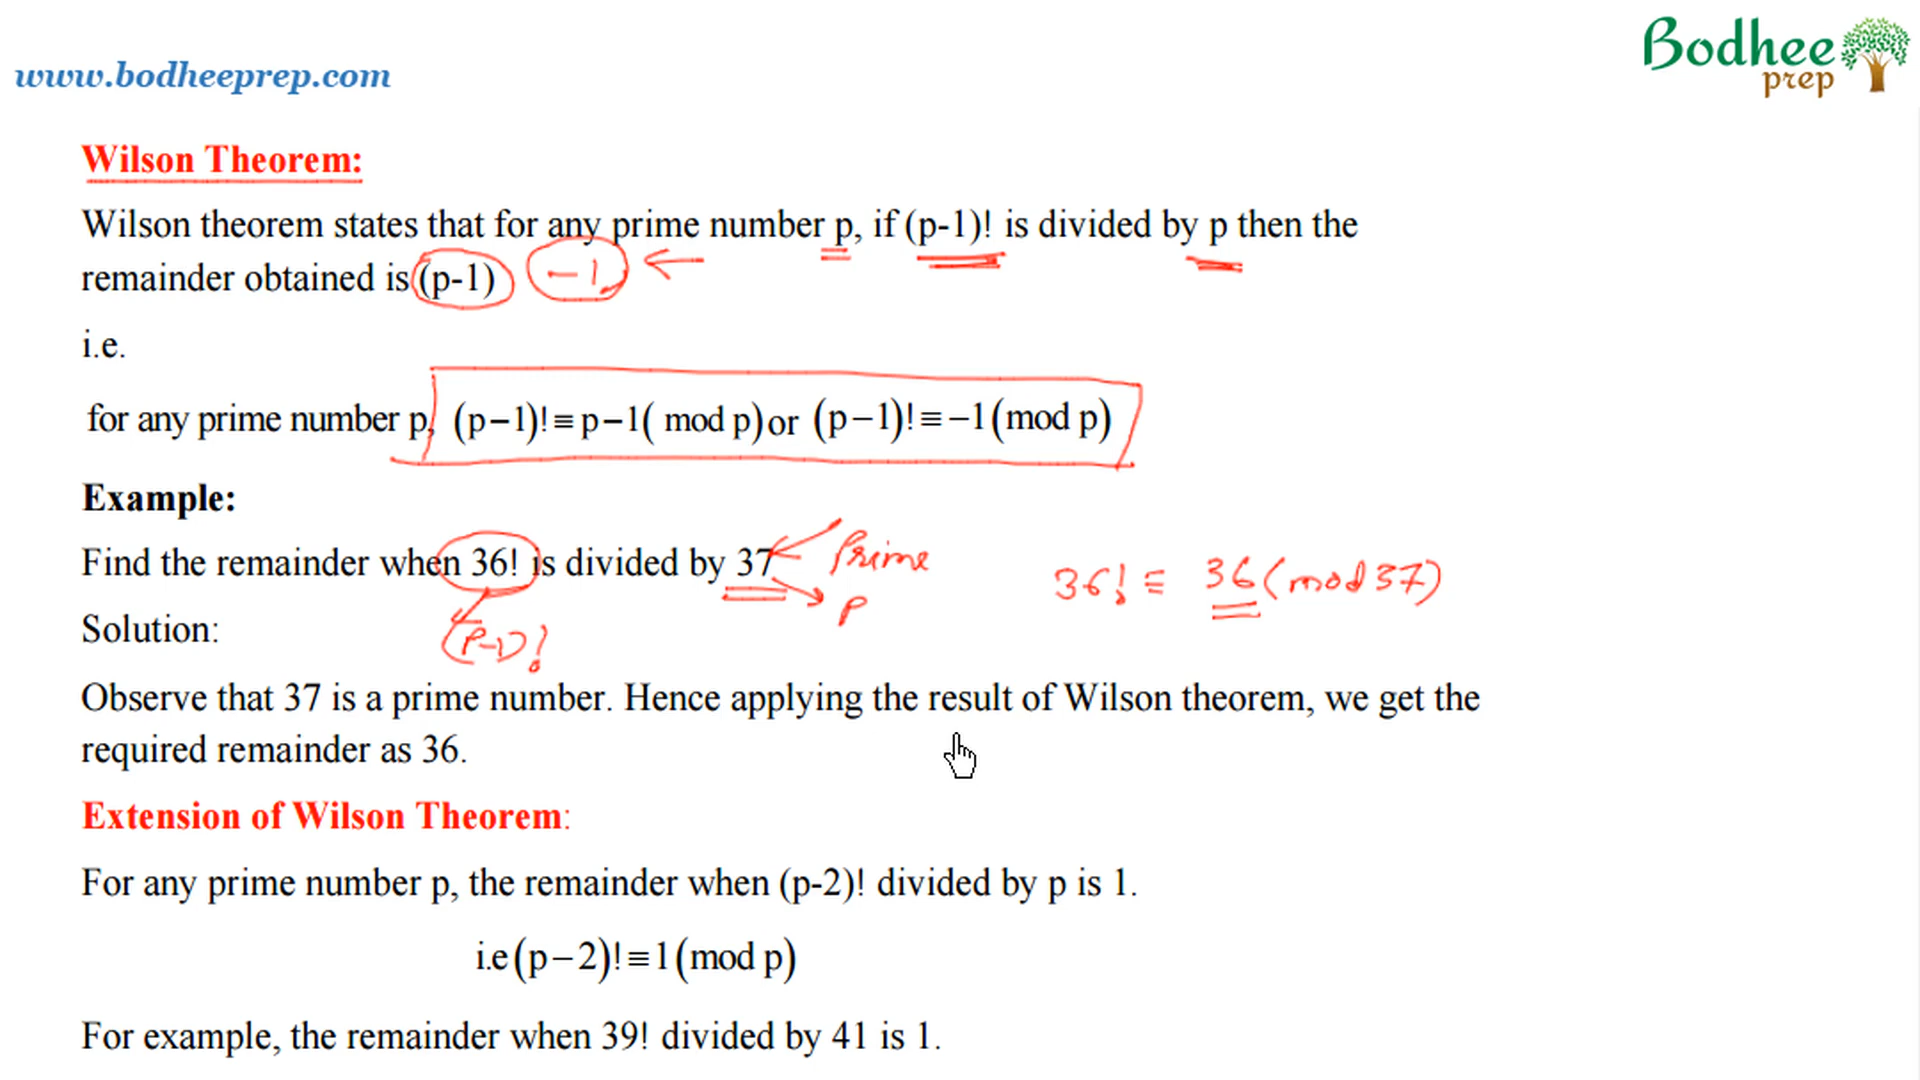 www.bodheeprep.com
Bodhee
prep
Wilson Theorem:
Wilson theorem states that for any prime number p, if (p-1)! is divided by p then the
remainder obtained is (p-1) -1 ←
i.e.
for any prime number p, (p−1)!≡p−1( mod p) or (p−1)!≡−1(mod p)
Example:
Find the remainder when 36! is divided by 37 Prime
p
36! ≡ 36 (mod 37)
Solution:
(P-1)!
Observe that 37 is a prime number. Hence applying the result of Wilson theorem, we get the
required remainder as 36.
Extension of Wilson Theorem:
For any prime number p, the remainder when (p-2)! divided by p is 1.
i.e (p−2)!≡1(mod p)
For example, the remainder when 39! divided by 41 is 1.